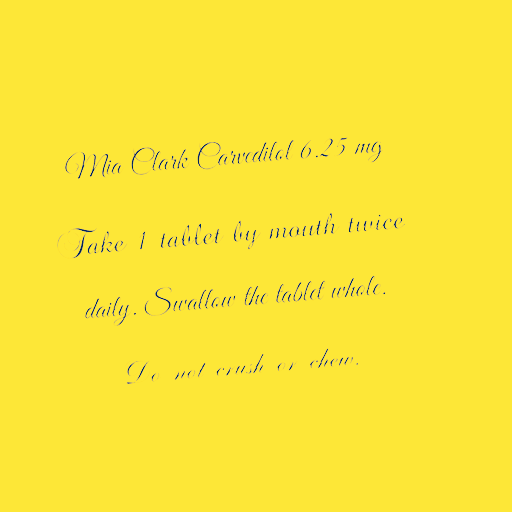 Mia Clark Carvedilol 6.25 mg
Take 1 tablet by mouth twice
daily. Swallow the tablet whole.
Do not crush or chew.